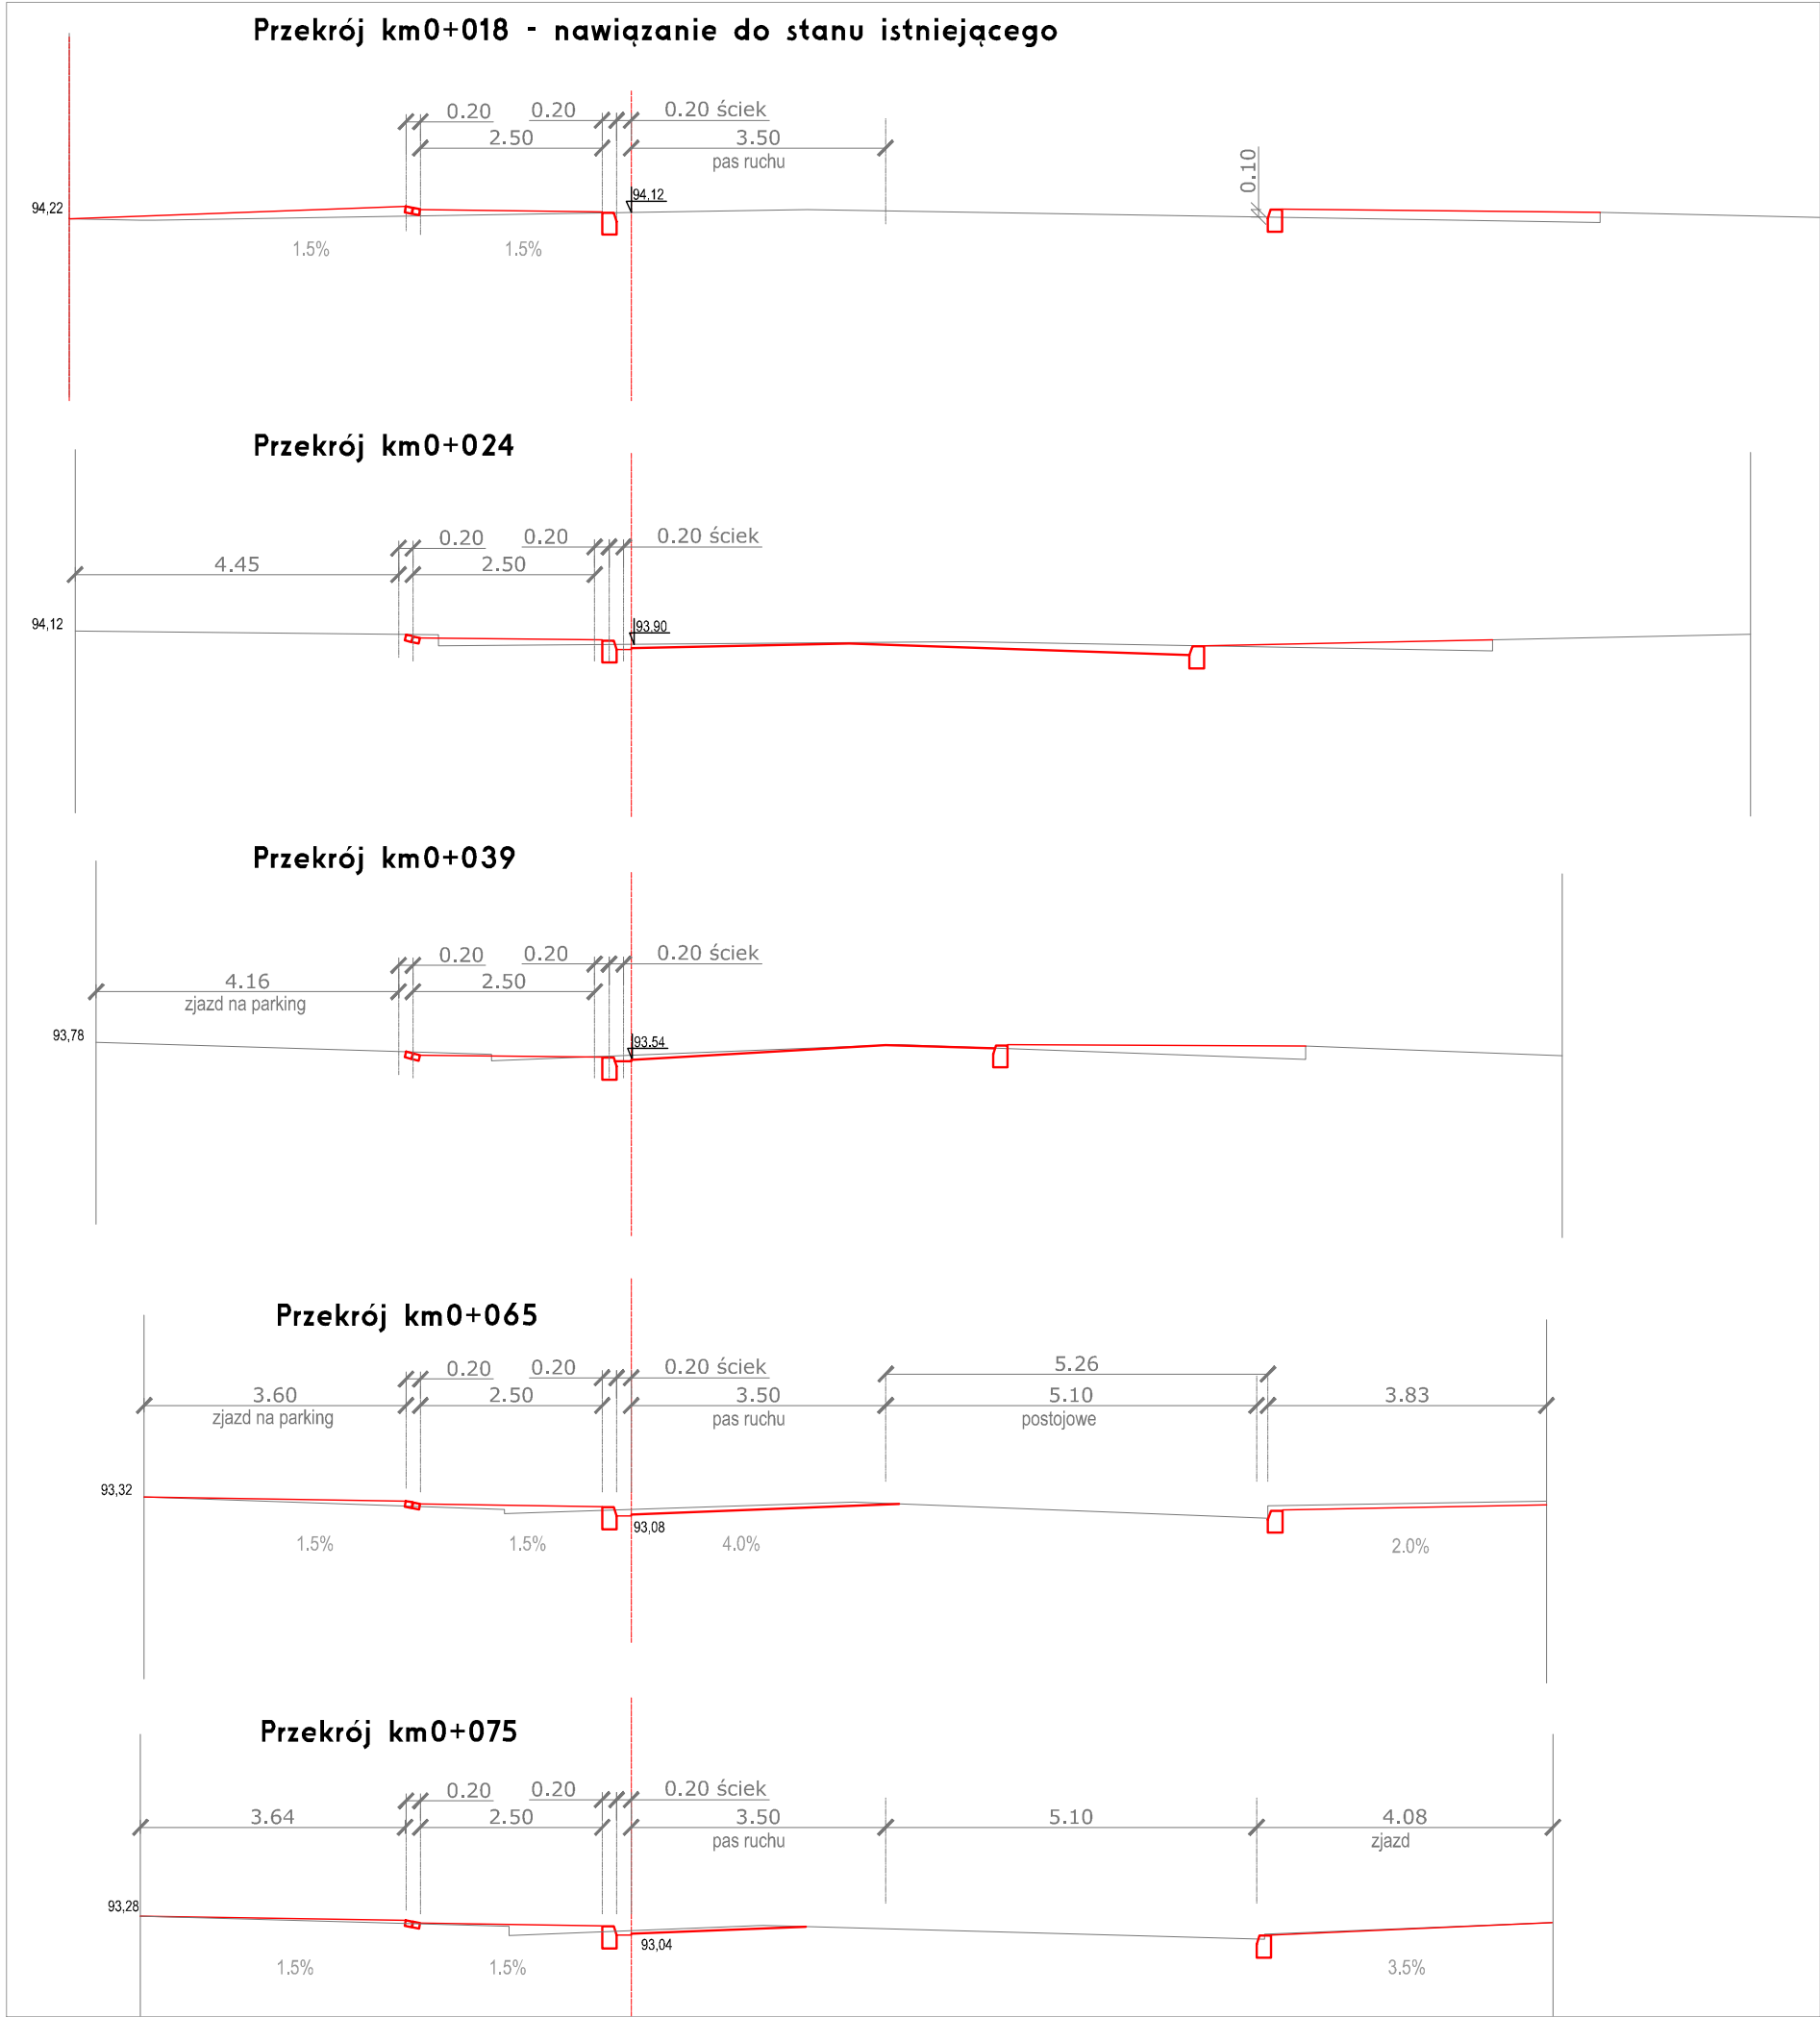 Przekrój km0+018 - nawiązanie do stanu istniejącego
0.20 0.20 0.20 ściek
2.50 3.50
pas ruchu
0.10
94,22 94.12
1.5% 1.5%
Przekrój km0+024
0.20 0.20 0.20 ściek
4.45 2.50
94,12 93.90
Przekrój km0+039
0.20 0.20 0.20 ściek
4.16 2.50
zjazd na parking
93,78 93.54
Przekrój km0+065
0.20 0.20 0.20 ściek 5.26
3.60 2.50 3.50 5.10 3.83
zjazd na parking pas ruchu postojowe
93,32
93,08
1.5% 1.5% 4.0% 2.0%
Przekrój km0+075
0.20 0.20 0.20 ściek
3.64 2.50 3.50 5.10 4.08
pas ruchu zjazd
93,28
93,04
1.5% 1.5% 3.5%